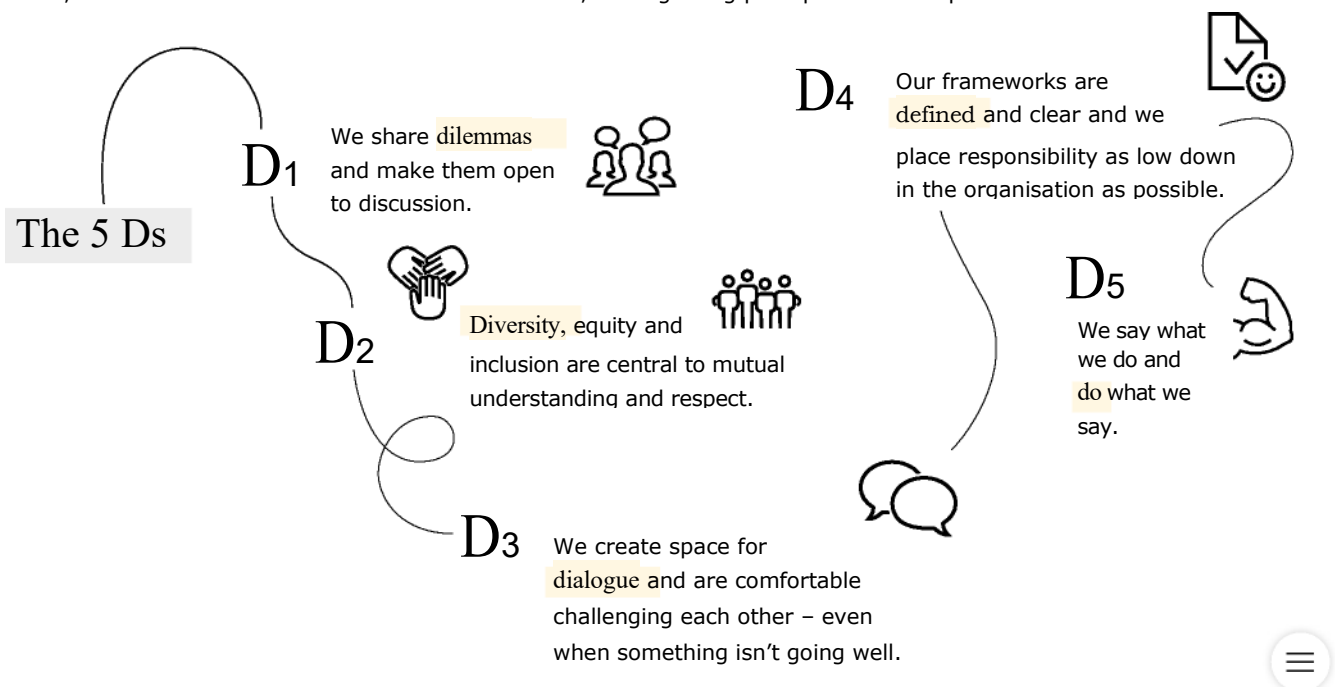 The 5 Ds
D1
We share dilemmas
and make them open
to discussion.
D2
Diversity, equity and
inclusion are central to mutual
understanding and respect.
D3
We create space for
dialogue and are comfortable
challenging each other – even
when something isn’t going well.
D4
Our frameworks are
defined and clear and we
place responsibility as low down
in the organisation as possible.
D5
We say what
we do and
do what we
say.